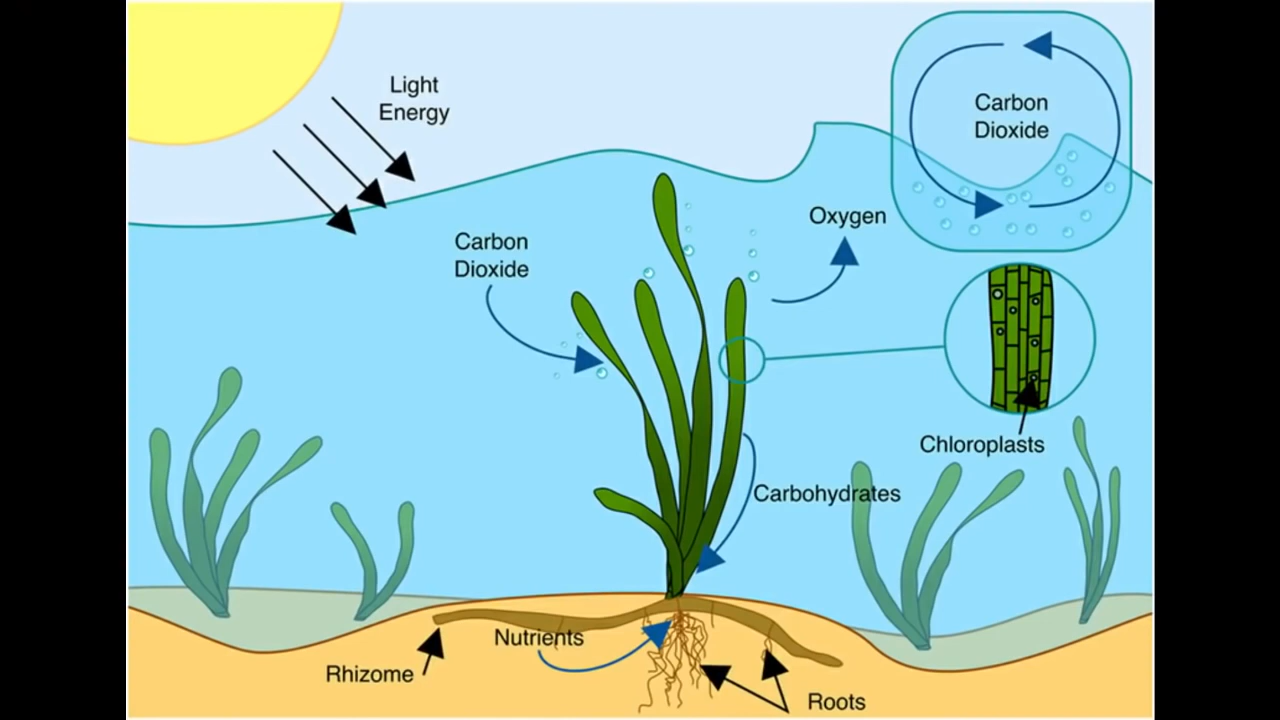 Light
Energy
Carbon
Dioxide
Oxygen
Carbon
Dioxide
Chloroplasts
Carbohydrates
Nutrients
Rhizome
Roots